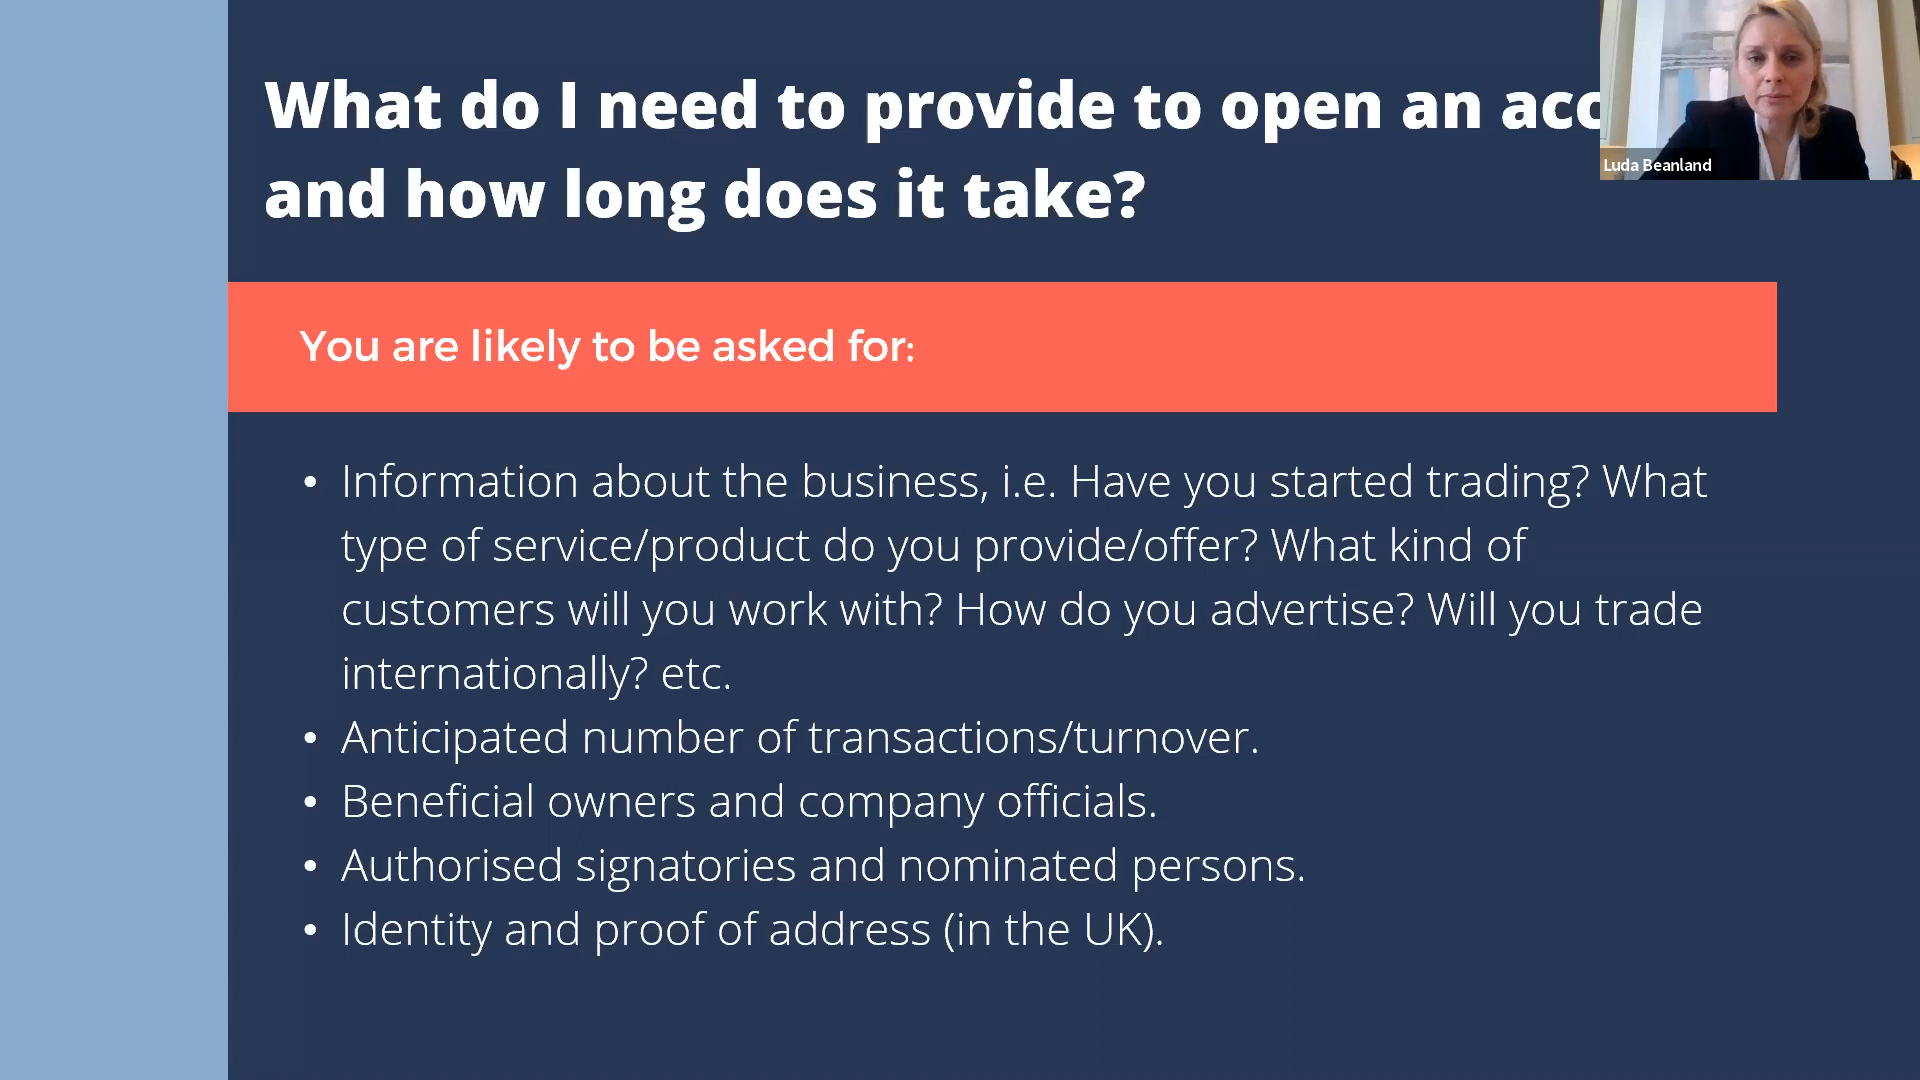 What do I need to provide to open an acc
and how long does it take?
Luda Beanland
You are likely to be asked for:
• Information about the business, i.e. Have you started trading? What
type of service/product do you provide/offer? What kind of
customers will you work with? How do you advertise? Will you trade
internationally? etc.
• Anticipated number of transactions/turnover.
• Beneficial owners and company officials.
• Authorised signatories and nominated persons.
• Identity and proof of address (in the UK).